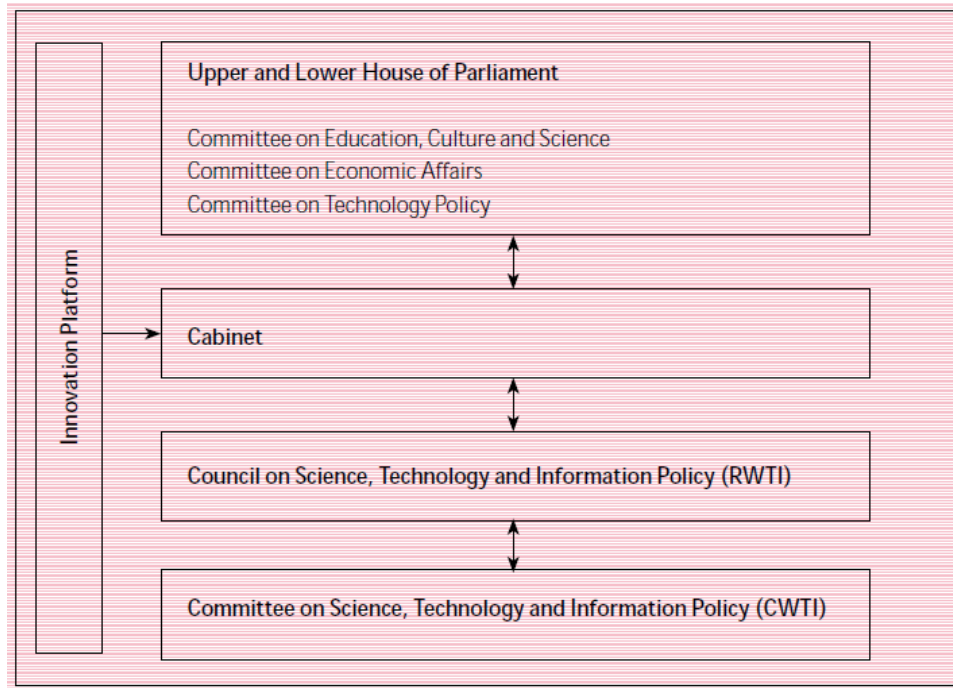 Innovation Platform
Upper and Lower House of Parliament
Committee on Education, Culture and Science
Committee on Economic Affairs
Committee on Technology Policy
Cabinet
Council on Science, Technology and Information Policy (RWTI)
Committee on Science, Technology and Information Policy (CWTI)